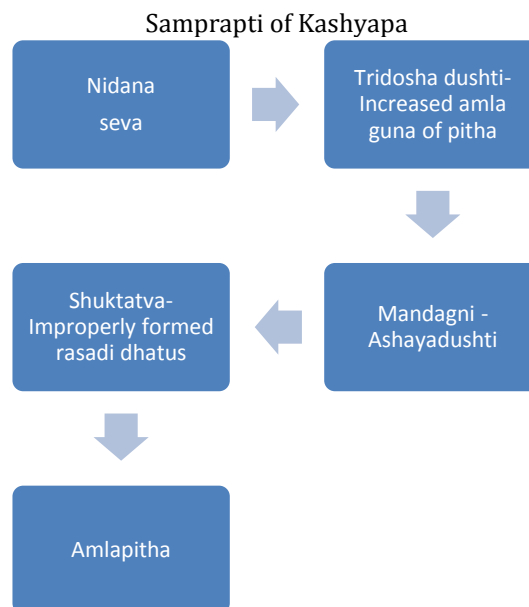 Samprapti of Kashyapa
Nidana
seva
Tridosha dushti-
Increased amla
guna of pitha
Mandagni -
Ashayadushti
Shuktatva-
Improperly formed
rasadi dhatus
Amlapitha